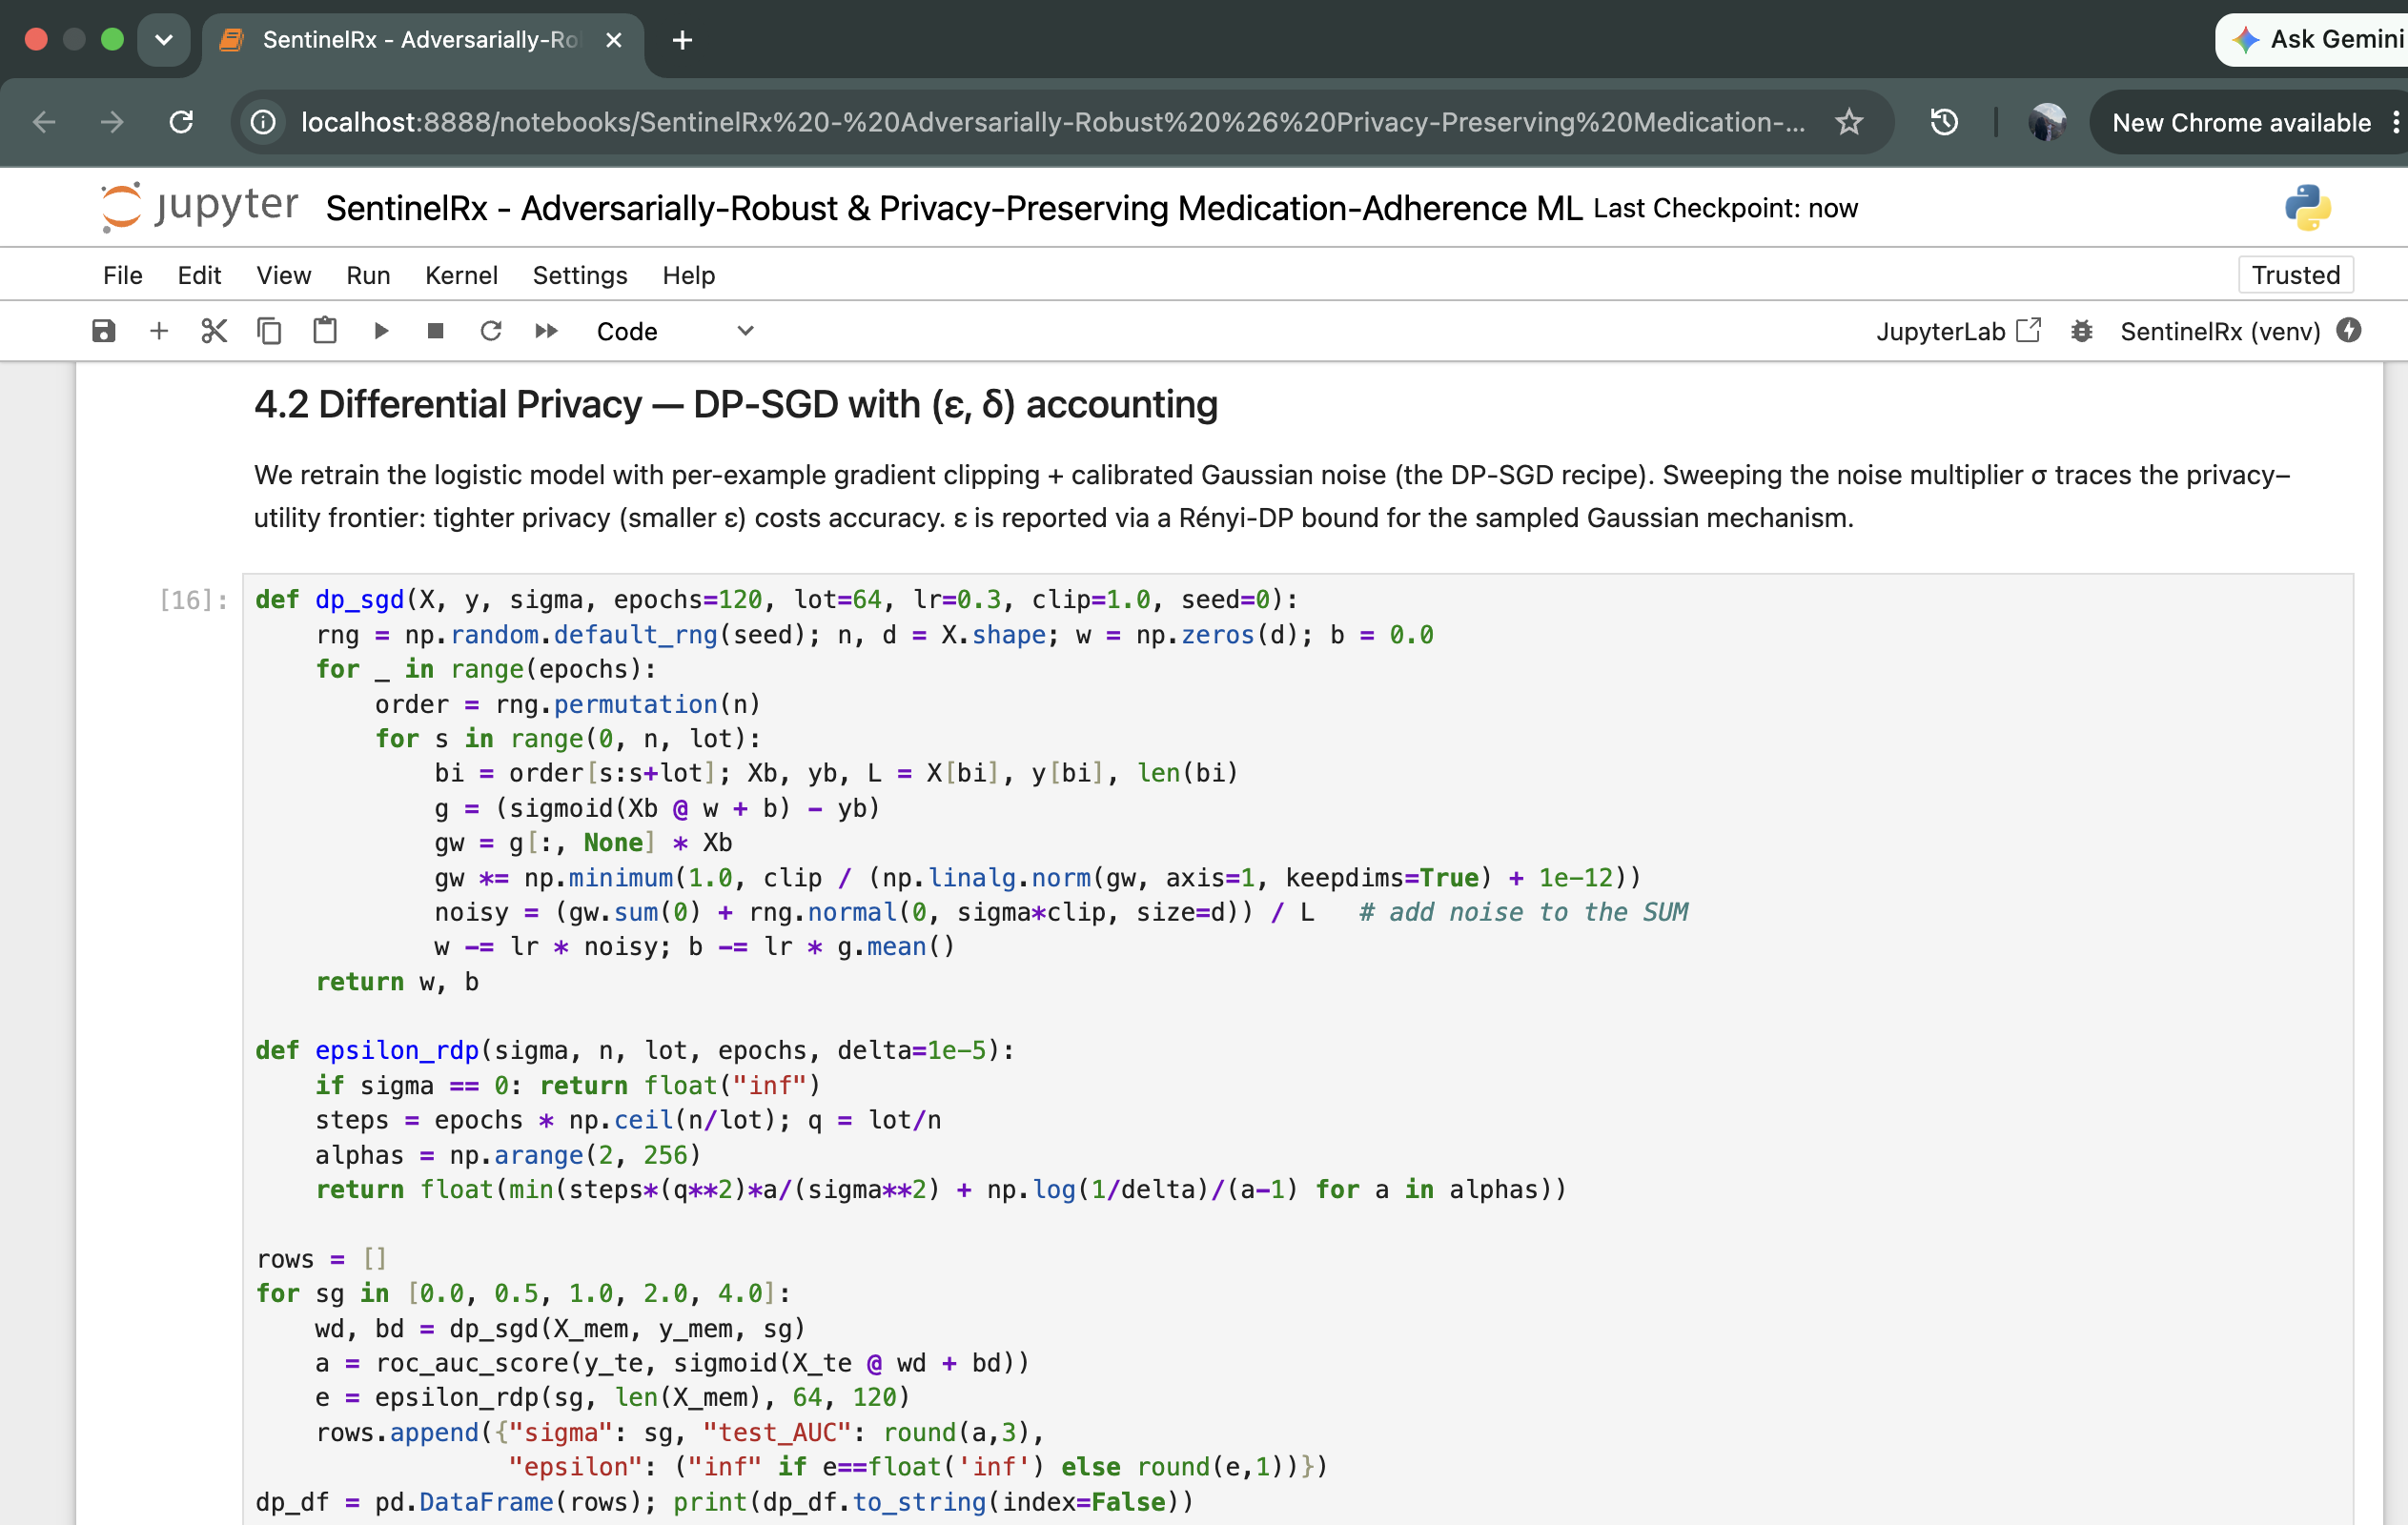 SentinelRx - Adversarially-Ro
Ask Gemini
localhost:8888/notebooks/SentinelRx%20-%20Adversarially-Robust%20%26%20Privacy-Preserving%20Medication-...
New Chrome available
jupyter SentinelRx - Adversarially-Robust & Privacy-Preserving Medication-Adherence ML Last Checkpoint: now
File Edit View Run Kernel Settings Help Trusted
Code JupyterLab SentinelRx (venv)
4.2 Differential Privacy — DP-SGD with (ε, δ) accounting
We retrain the logistic model with per-example gradient clipping + calibrated Gaussian noise (the DP-SGD recipe). Sweeping the noise multiplier σ traces the privacy–
utility frontier: tighter privacy (smaller ε) costs accuracy. ε is reported via a Rényi-DP bound for the sampled Gaussian mechanism.
[16]: def dp_sgd(X, y, sigma, epochs=120, lot=64, lr=0.3, clip=1.0, seed=0):
    rng = np.random.default_rng(seed); n, d = X.shape; w = np.zeros(d); b = 0.0
    for _ in range(epochs):
        order = rng.permutation(n)
        for s in range(0, n, lot):
            bi = order[s:s+lot]; Xb, yb, L = X[bi], y[bi], len(bi)
            g = (sigmoid(Xb @ w + b) - yb)
            gw = g[:, None] * Xb
            gw *= np.minimum(1.0, clip / (np.linalg.norm(gw, axis=1, keepdims=True) + 1e-12))
            noisy = (gw.sum(0) + rng.normal(0, sigma*clip, size=d)) / L   # add noise to the SUM
            w -= lr * noisy; b -= lr * g.mean()
    return w, b
def epsilon_rdp(sigma, n, lot, epochs, delta=1e-5):
    if sigma == 0: return float("inf")
    steps = epochs * np.ceil(n/lot); q = lot/n
    alphas = np.arange(2, 256)
    return float(min(steps*(q**2)*a/(sigma**2) + np.log(1/delta)/(a-1) for a in alphas))
rows = []
for sg in [0.0, 0.5, 1.0, 2.0, 4.0]:
    wd, bd = dp_sgd(X_mem, y_mem, sg)
    a = roc_auc_score(y_te, sigmoid(X_te @ wd + bd))
    e = epsilon_rdp(sg, len(X_mem), 64, 120)
    rows.append({"sigma": sg, "test_AUC": round(a,3),
                 "epsilon": ("inf" if e==float('inf') else round(e,1))})
dp_df = pd.DataFrame(rows); print(dp_df.to_string(index=False))